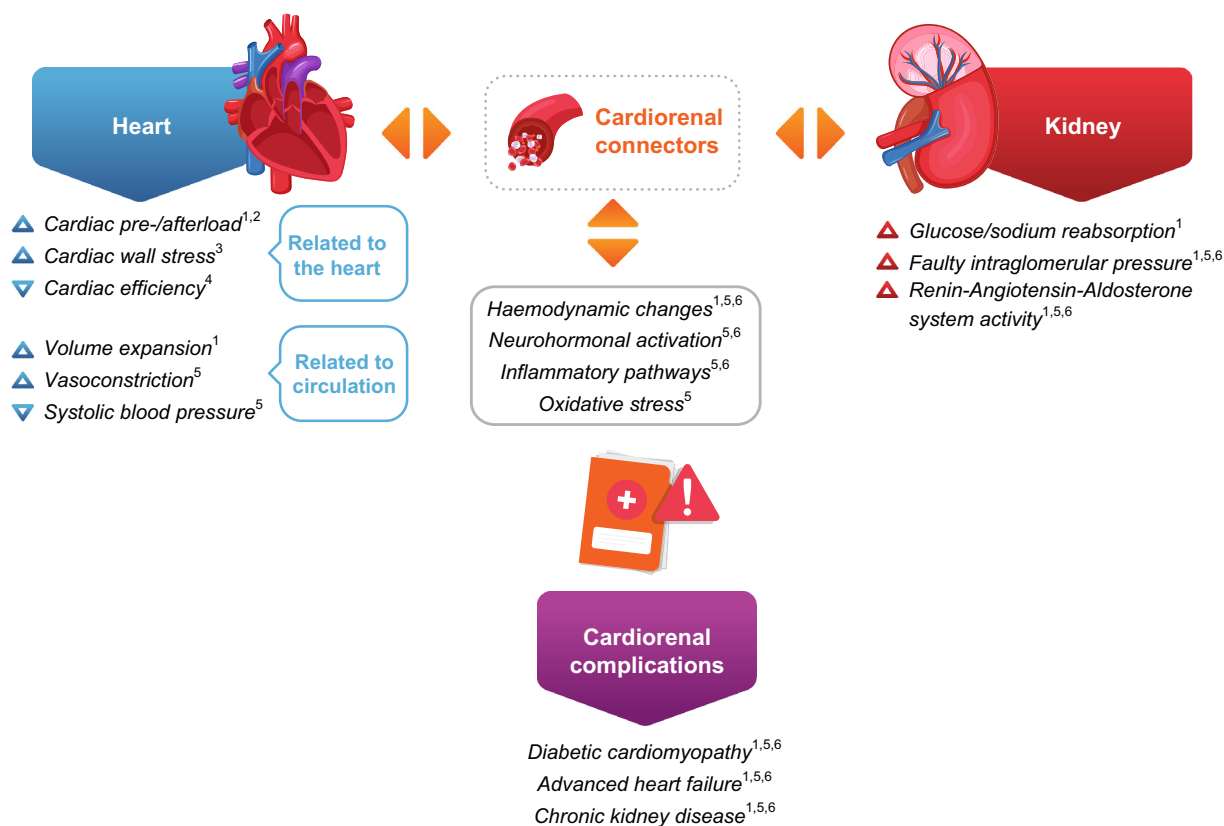 Heart
Cardiac pre-/afterload1,2
Cardiac wall stress3
Cardiac efficiency4
Related to
the heart
Volume expansion1
Vasoconstriction5
Systolic blood pressure5
Related to
circulation
Cardiorenal
connectors
Haemodynamic changes1,5,6
Neurohormonal activation5,6
Inflammatory pathways5,6
Oxidative stress5
Kidney
Glucose/sodium reabsorption1
Faulty intraglomerular pressure1,5,6
Renin-Angiotensin-Aldosterone
system activity1,5,6
Cardiorenal
complications
Diabetic cardiomyopathy1,5,6
Advanced heart failure1,5,6
Chronic kidney disease1,5,6